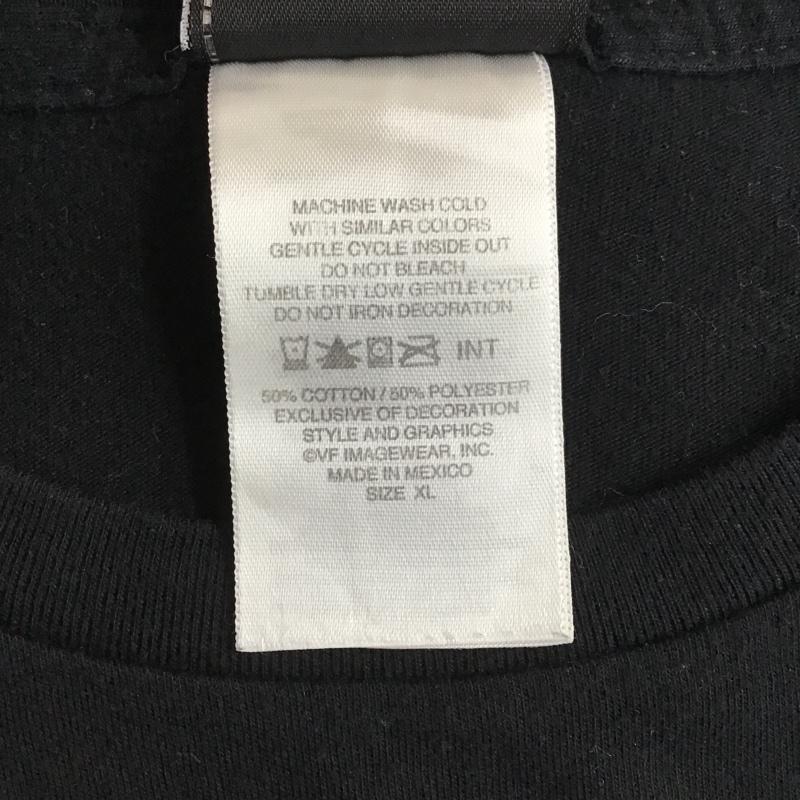 MACHINE WASH COLD
WITH SIMILAR COLORS
GENTLE CYCLE INSIDE OUT
DO NOT BLEACH
TUMBLE DRY LOW GENTLE CYCLE
DO NOT IRON DECORATION
INT
50% COTTON / 50% POLYESTER
EXCLUSIVE OF DECORATION
STYLE AND GRAPHICS
©VF IMAGEWEAR, INC.
MADE IN MEXICO
SIZE XL